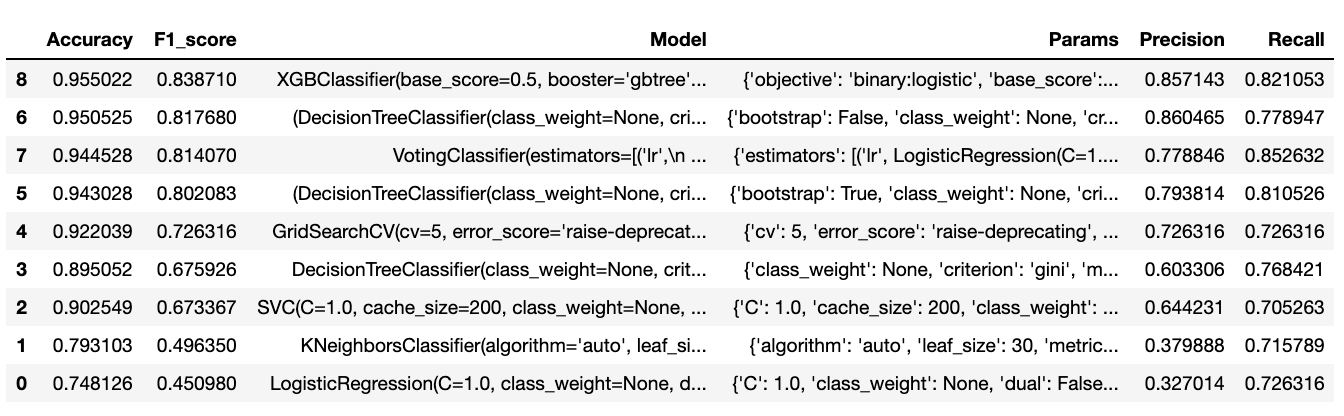 Accuracy F1_score Model Params Precision Recall
8 0.955022 0.838710 XGBClassifier(base_score=0.5, booster='gbtree'... {'objective': 'binary:logistic', 'base_score':... 0.857143 0.821053
6 0.950525 0.817680 (DecisionTreeClassifier(class_weight=None, cri... {'bootstrap': False, 'class_weight': None, 'cr... 0.860465 0.778947
7 0.944528 0.814070 VotingClassifier(estimators=[('lr',\n ... {'estimators': [('lr', LogisticRegression(C=1.... 0.778846 0.852632
5 0.943028 0.802083 (DecisionTreeClassifier(class_weight=None, cri... {'bootstrap': True, 'class_weight': None, 'cri... 0.793814 0.810526
4 0.922039 0.726316 GridSearchCV(cv=5, error_score='raise-deprecat... {'cv': 5, 'error_score': 'raise-deprecating', ... 0.726316 0.726316
3 0.895052 0.675926 DecisionTreeClassifier(class_weight=None, crit... {'class_weight': None, 'criterion': 'gini', 'm... 0.603306 0.768421
2 0.902549 0.673367 SVC(C=1.0, cache_size=200, class_weight=None, ... {'C': 1.0, 'cache_size': 200, 'class_weight': ... 0.644231 0.705263
1 0.793103 0.496350 KNeighborsClassifier(algorithm='auto', leaf_si... {'algorithm': 'auto', 'leaf_size': 30, 'metric... 0.379888 0.715789
0 0.748126 0.450980 LogisticRegression(C=1.0, class_weight=None, d... {'C': 1.0, 'class_weight': None, 'dual': False... 0.327014 0.726316